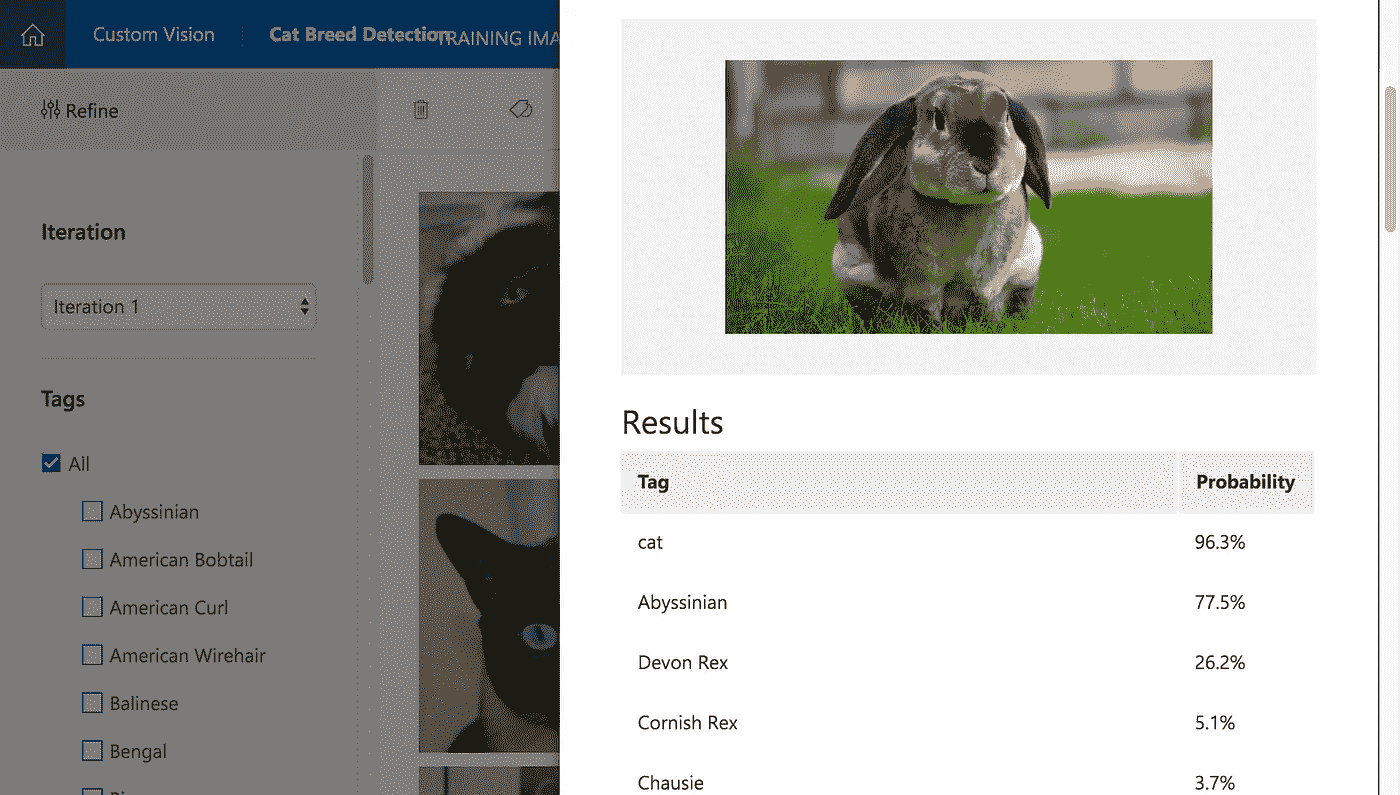 Custom Vision
Cat Breed Detection
TRAINING IMA
Refine
Iteration
Iteration 1
Tags
All
Abyssinian
American Bobtail
American Curl
American Wirehair
Balinese
Bengal
Results
Tag Probability
cat 96.3%
Abyssinian 77.5%
Devon Rex 26.2%
Cornish Rex 5.1%
Chausie 3.7%